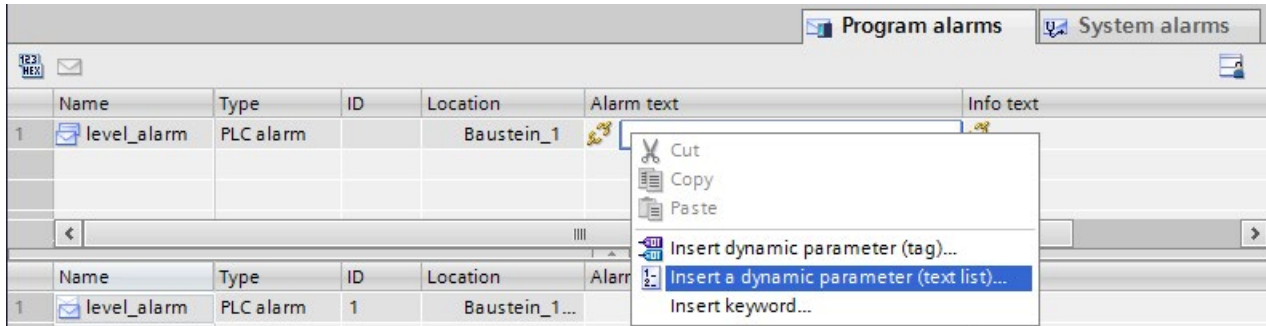 Program alarms System alarms
Name Type ID Location Alarm text Info text
1 level_alarm PLC alarm Baustein_1
Cut
Copy
Paste
Insert dynamic parameter (tag)...
Name Type ID Location Alarr
Insert a dynamic parameter (text list)...
1 level_alarm PLC alarm 1 Baustein_1...
Insert keyword...